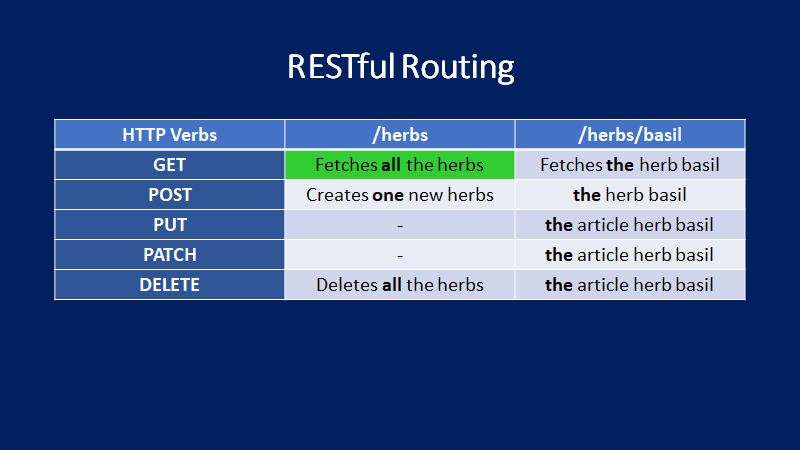 RESTful Routing
HTTP Verbs /herbs /herbs/basil
GET Fetches all the herbs Fetches the herb basil
POST Creates one new herbs the herb basil
PUT - the article herb basil
PATCH - the article herb basil
DELETE Deletes all the herbs the article herb basil